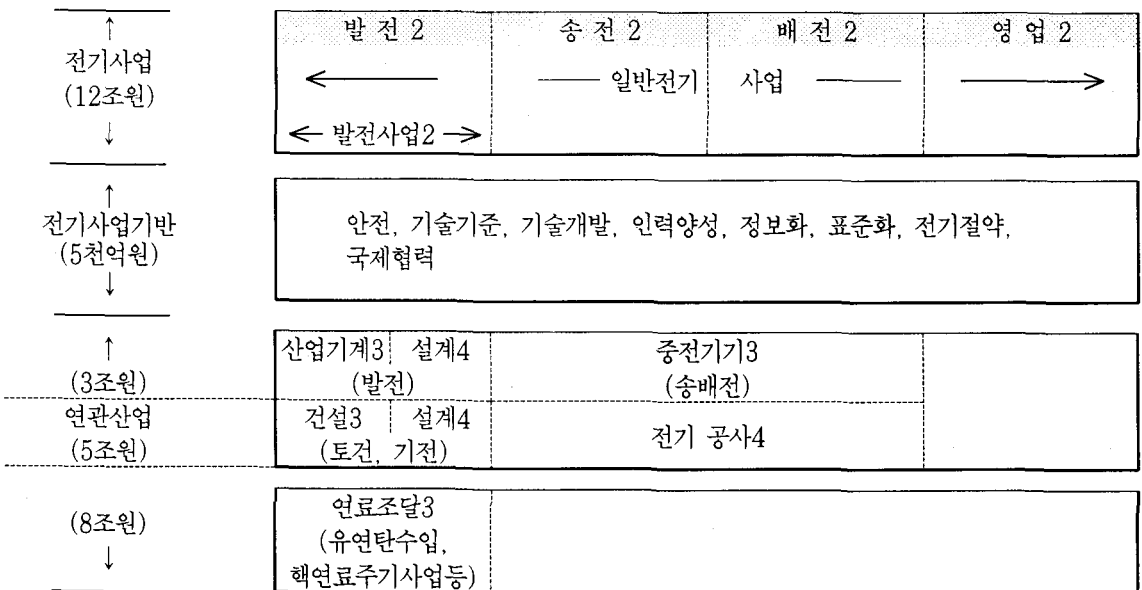 ↑
전기사업
(12조원)
↓
발 전 2 송 전 2 배 전 2 영 업 2
← 일반전기 사업 →
← 발전사업2 →
↑
전기사업기반
(5천억원)
↓
안전, 기술기준, 기술개발, 인력양성, 정보화, 표준화, 전기절약,
국제협력
↑
(3조원)
연관산업
(5조원)
산업기계3 설계4
(발전)
중전기기3
(송배전)
건설3 설계4
(토건, 기전)
전기 공사4
(8조원)
↓
연료조달3
(유연탄수입,
핵연료주기사업등)